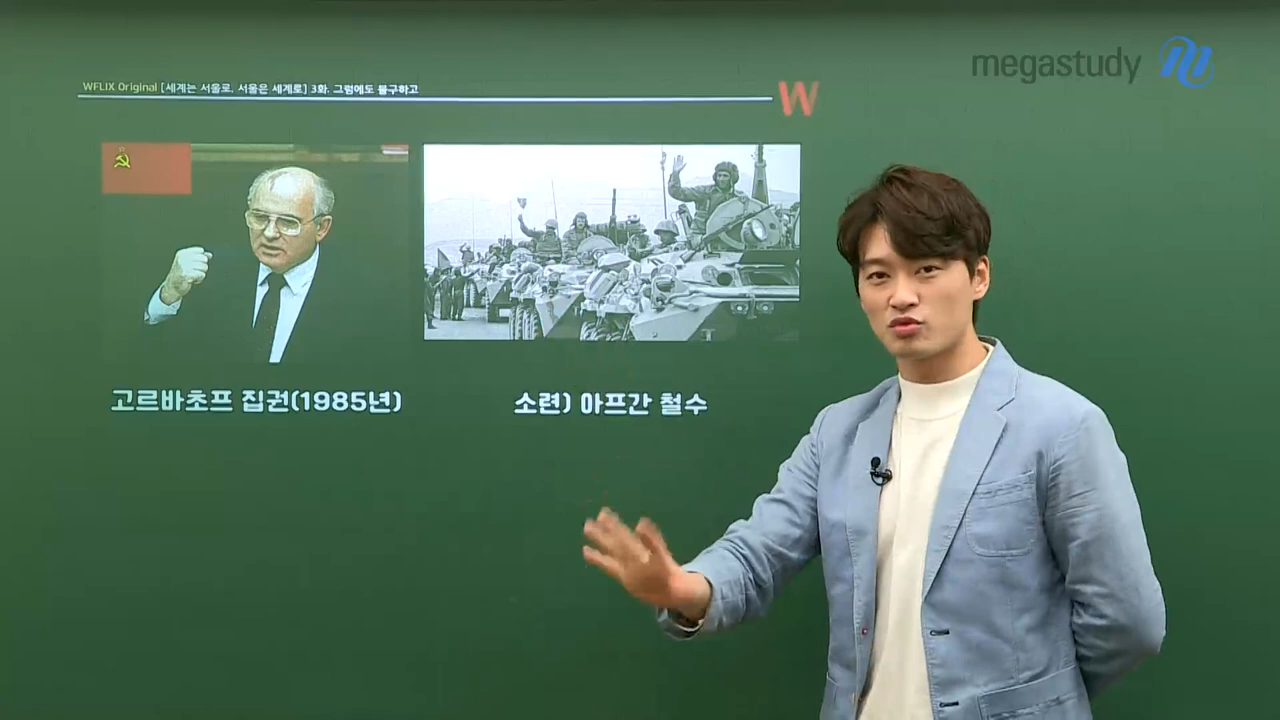 megastudy
WFLIX Original [세계는 서울로, 서울은 세계로] 3화. 그럼에도 불구하고
W
고르바초프 집권(1985년)
소련) 아프간 철수